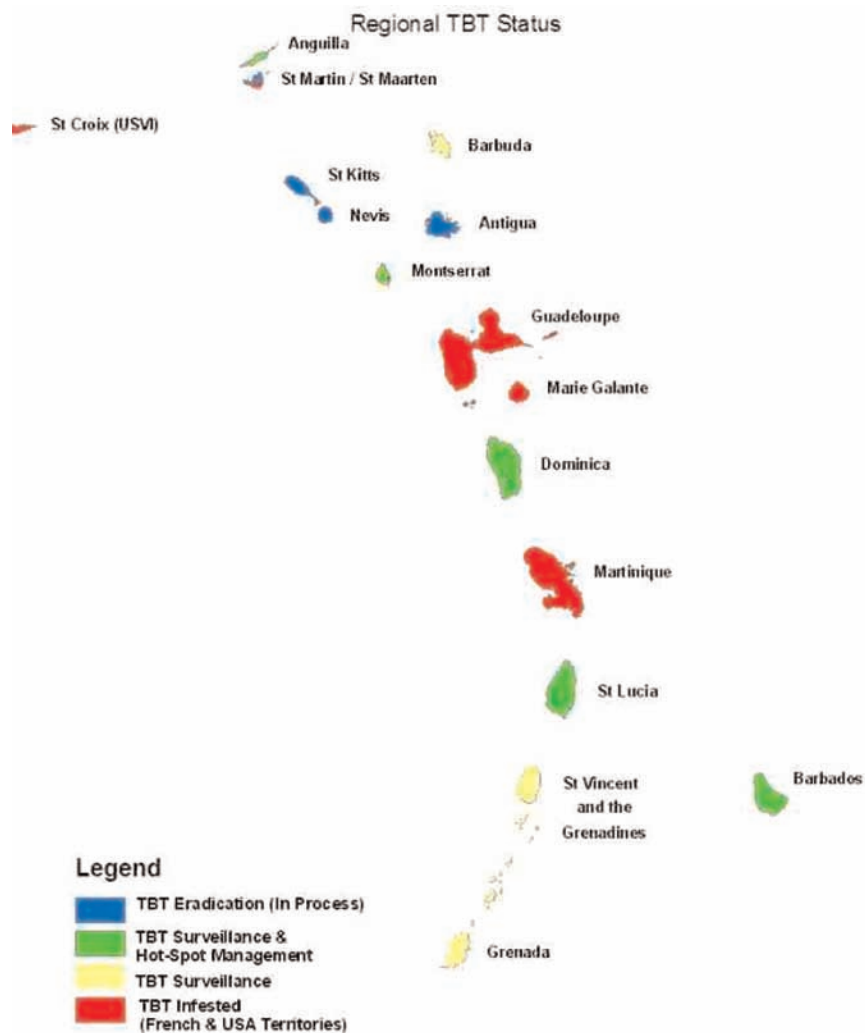 Regional TBT Status
Anguilla
St Martin / St Maarten
St Croix (USVI)
Barbuda
St Kitts
Nevis
Antigua
Montserrat
Guadeloupe
Marie Galante
Dominica
Martinique
St Lucia
St Vincent
and the
Grenadines
Barbados
Grenada
Legend
TBT Eradication (In Process)
TBT Surveillance &
Hot-Spot Management
TBT Surveillance
TBT Infested
(French & USA Territories)